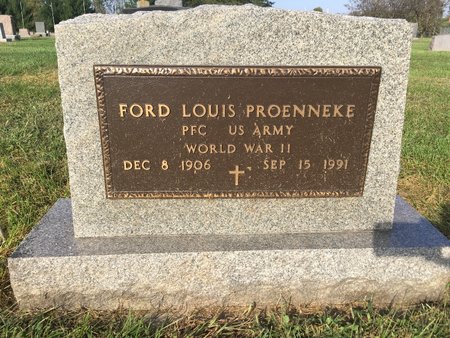 FORD LOUIS PROENNEKE
PFC US ARMY
WORLD WAR II
DEC 8 1906 SEP 15 1991